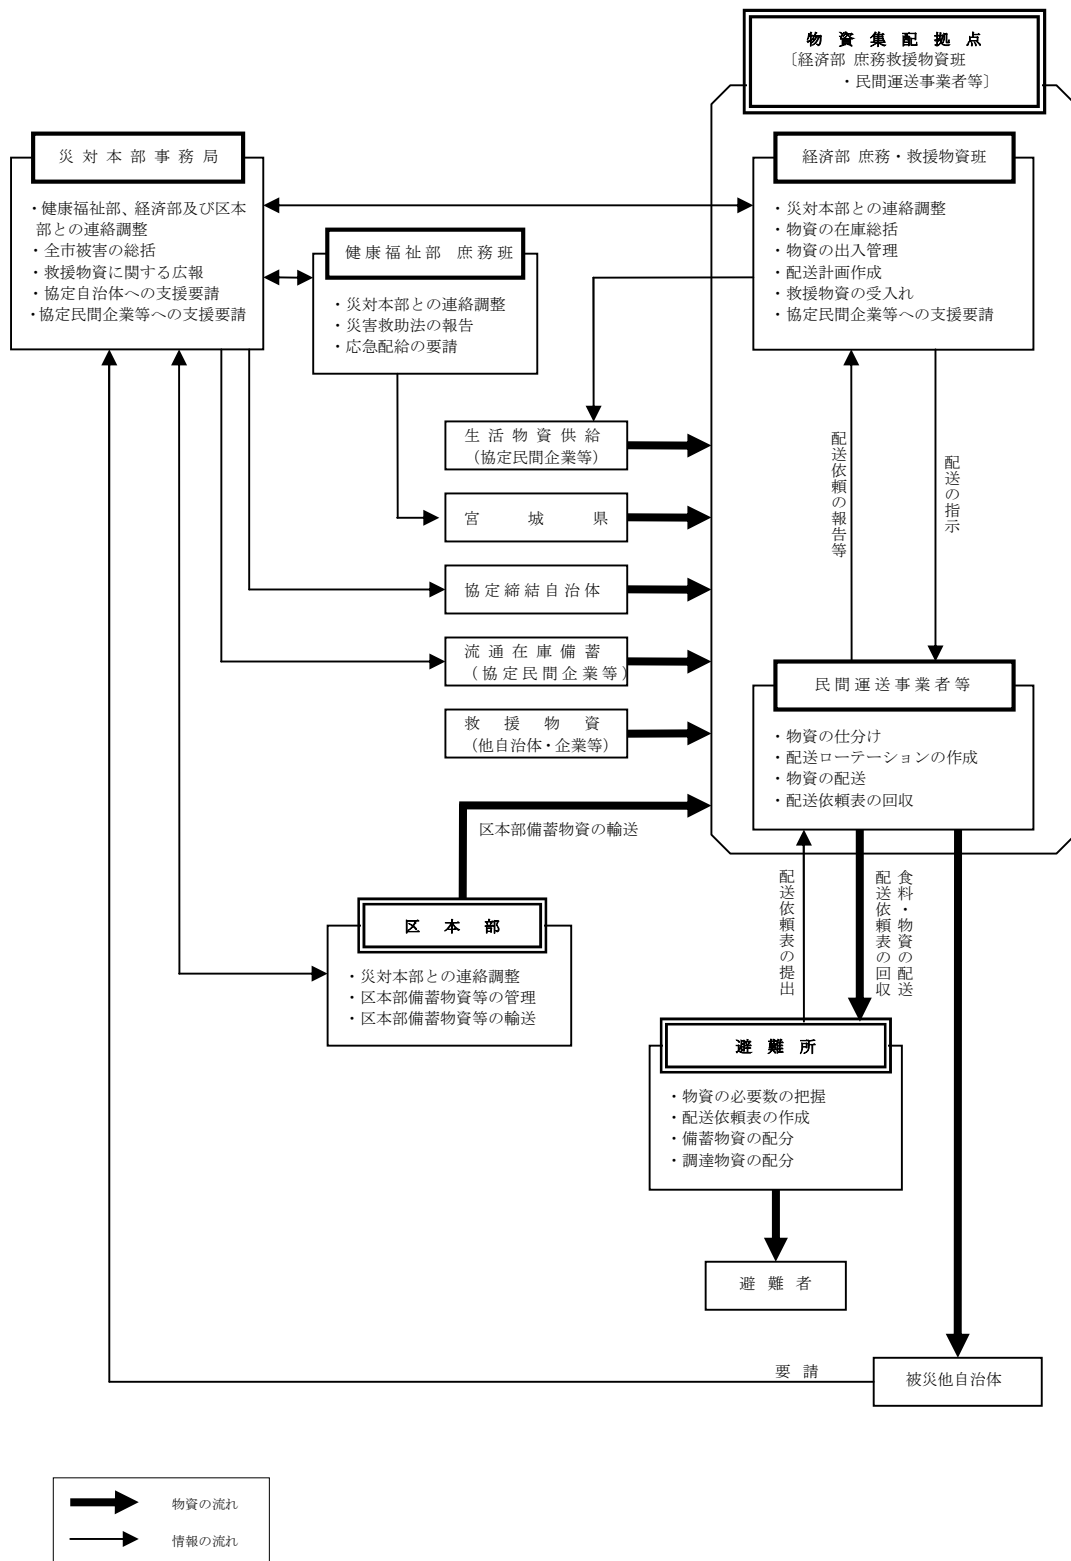 物資集配拠点
〔経済部 庶務救援物資班
・民間運送事業者等〕
災対本部事務局
・健康福祉部、経済部及び区本
部との連絡調整
・全市被害の総括
・救援物資に関する広報
・協定自治体への支援要請
・協定民間企業等への支援要請
経済部 庶務・救援物資班
・災対本部との連絡調整
・物資の在庫総括
・物資の出入管理
・配送計画作成
・救援物資の受入れ
・協定民間企業等への支援要請
健康福祉部 庶務班
・災対本部との連絡調整
・災害救助法の報告
・応急配給の要請
生活物資供給
（協定民間企業等）
宮城県
協定締結自治体
流通在庫備蓄
（協定民間企業等）
救援物資
（他自治体・企業等）
配送依頼の報告等
配送の指示
民間運送事業者等
・物資の仕分け
・配送ローテーションの作成
・物資の配送
・配送依頼表の回収
区本部備蓄物資の輸送
区本部
・災対本部との連絡調整
・区本部備蓄物資等の管理
・区本部備蓄物資等の輸送
配送依頼表の提出
食料・物資の配送
配送依頼表の回収
避難所
・物資の必要数の把握
・配送依頼表の作成
・備蓄物資の配分
・調達物資の配分
避難者
要請
被災他自治体
物資の流れ
情報の流れ